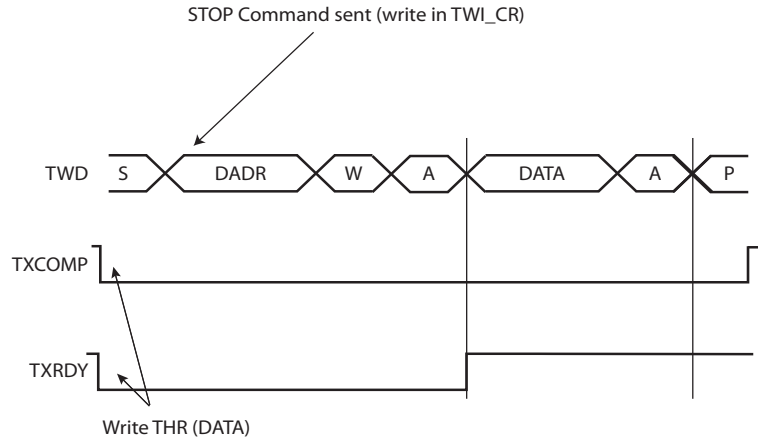 STOP Command sent (write in TWI_CR)
TWD S DADR W A DATA A P
TXCOMP
TXRDY
Write THR (DATA)